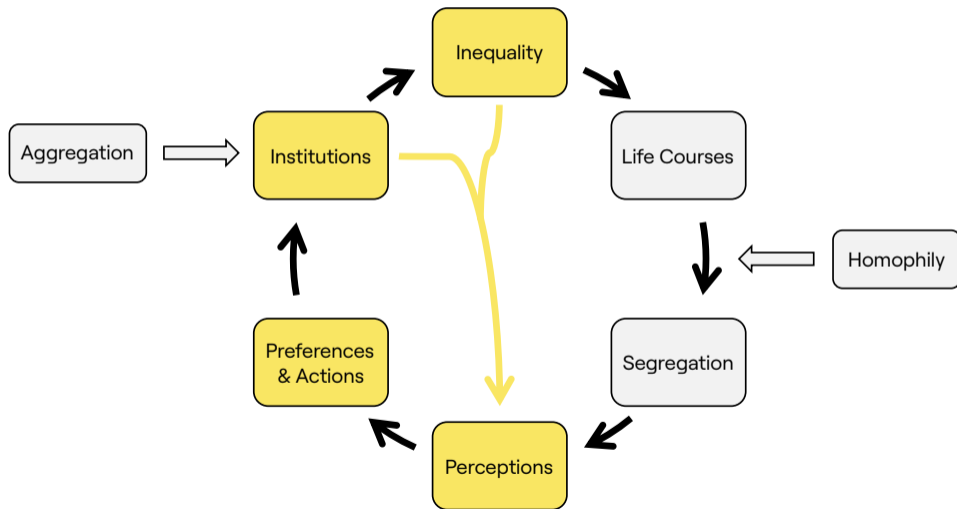 Inequality
Aggregation
Institutions
Life Courses
Homophily
Preferences
& Actions
Segregation
Perceptions